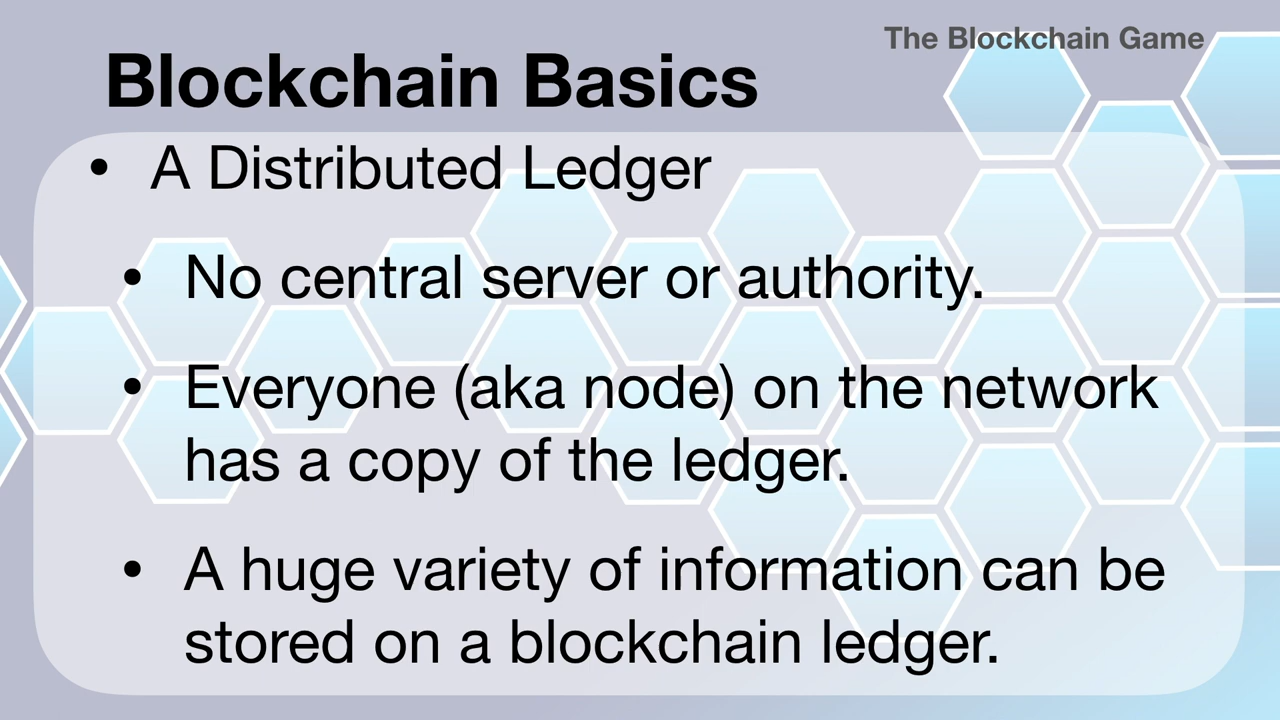 The Blockchain Game
Blockchain Basics
• A Distributed Ledger
• No central server or authority.
• Everyone (aka node) on the network
has a copy of the ledger.
• A huge variety of information can be
stored on a blockchain ledger.